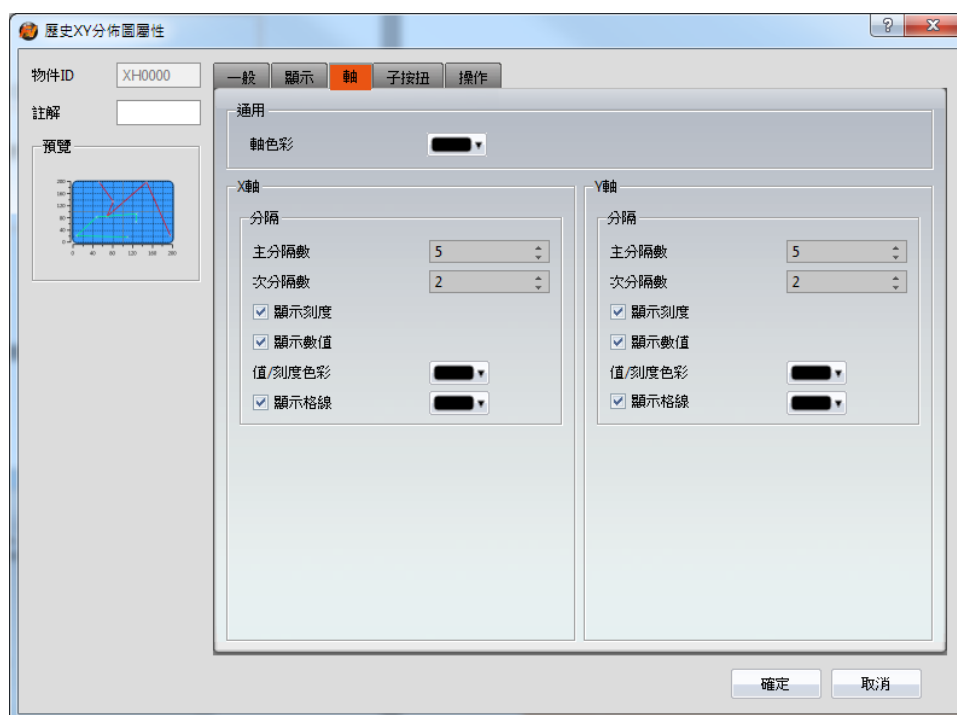 歷史XY分佈圖屬性
物件ID XH0000
註解
預覽
一般 顯示 軸 子按扭 操作
通用
軸色彩
X軸 Y軸
分隔 分隔
主分隔數 5 主分隔數 5
次分隔數 2 次分隔數 2
顯示刻度 顯示刻度
顯示數值 顯示數值
值/刻度色彩 值/刻度色彩
顯示格線 顯示格線
確定 取消